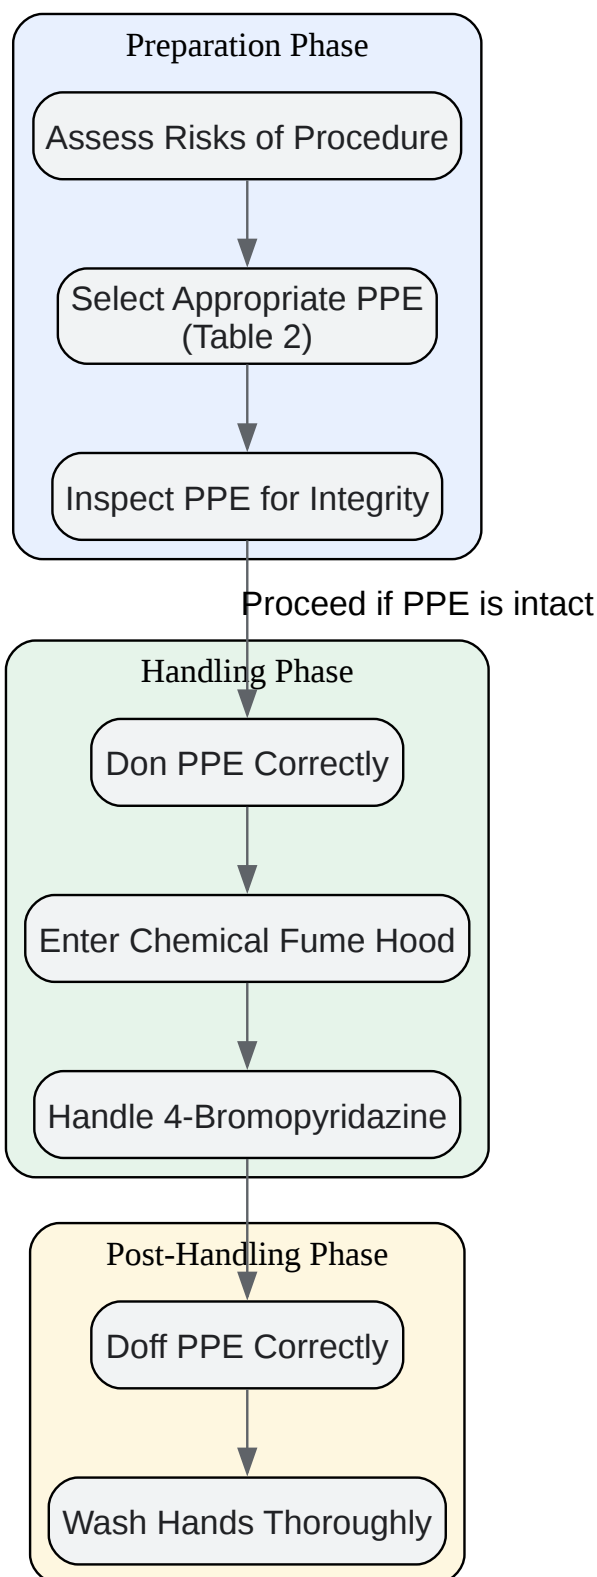 Preparation Phase
Assess Risks of Procedure
Select Appropriate PPE
(Table 2)
Inspect PPE for Integrity
Proceed if PPE is intact
Handling Phase
Don PPE Correctly
Enter Chemical Fume Hood
Handle 4-Bromopyridazine
Post-Handling Phase
Doff PPE Correctly
Wash Hands Thoroughly